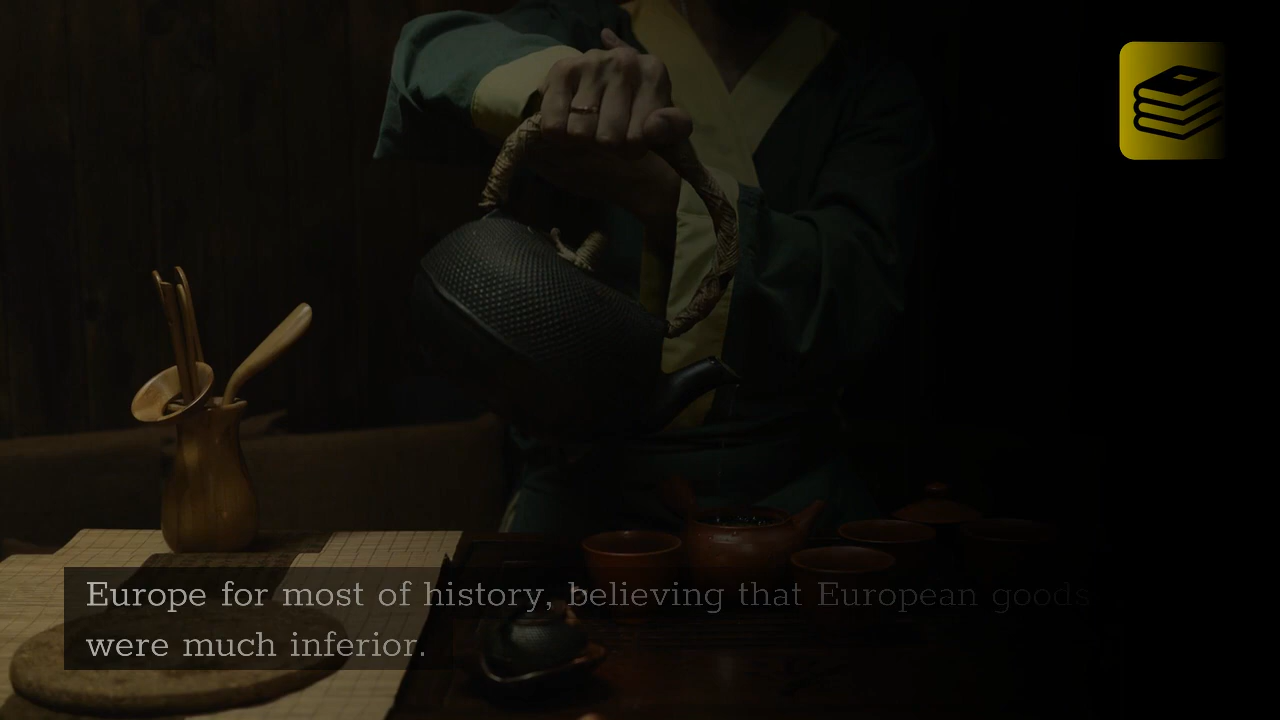 Europe for most of history, believing that European goods
were much inferior.